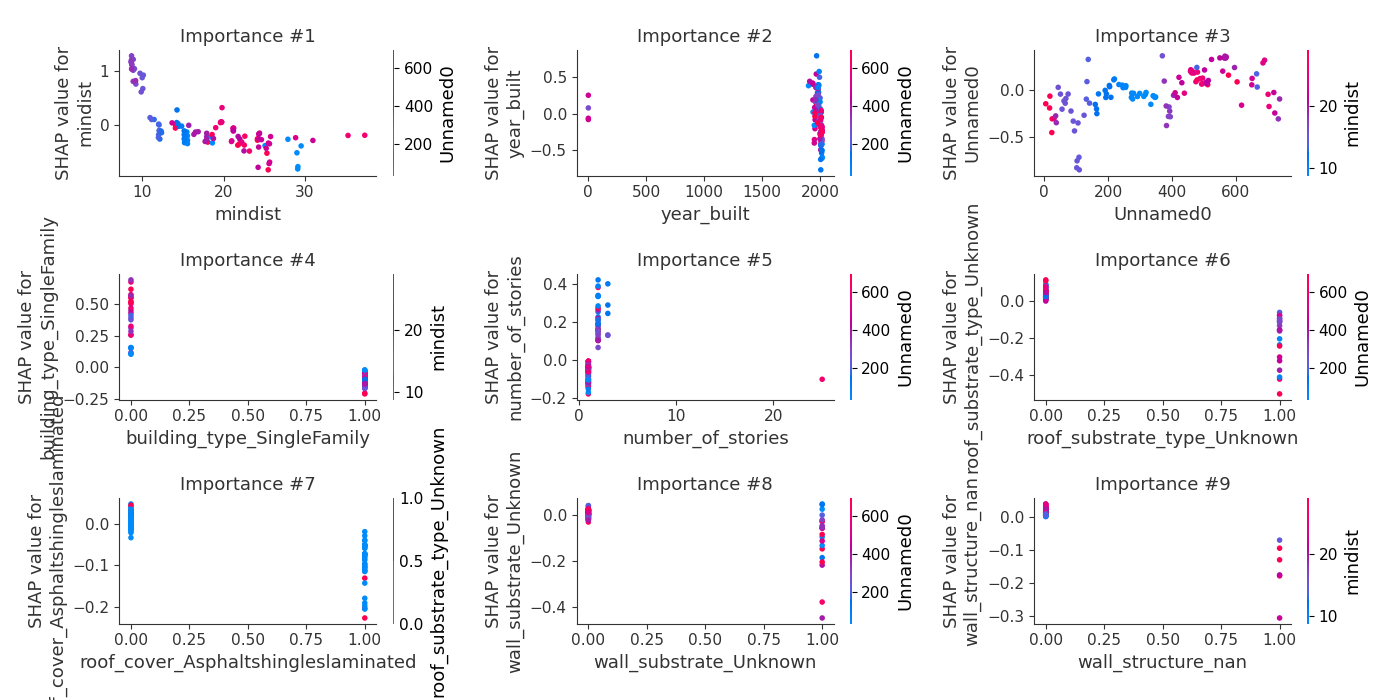 Importance #1
SHAP value for
mindist
1
0
10
20
30
mindist
600
400
200
Unnamed0
Importance #2
SHAP value for
year_built
0.5
0.0
−0.5
0
500
1000
1500
2000
year_built
600
400
200
Unnamed0
Importance #3
SHAP value for
Unnamed0
0.0
−0.5
0
200
400
600
Unnamed0
20
10
mindist
Importance #4
SHAP value for
building_type_SingleFamily
0.50
0.25
0.00
−0.25
0.00
0.25
0.50
0.75
1.00
building_type_SingleFamily
20
10
mindist
Importance #5
SHAP value for
number_of_stories
0.4
0.2
0.0
−0.2
0
10
20
number_of_stories
600
400
200
Unnamed0
Importance #6
SHAP value for
roof_substrate_type_Unknown
0.0
−0.2
−0.4
0.00
0.25
0.50
0.75
1.00
roof_substrate_type_Unknown
600
400
200
Unnamed0
Importance #7
SHAP value for
_cover_Asphaltshingleslaminated
0.0
−0.1
−0.2
0.00
0.25
0.50
0.75
1.00
roof_cover_Asphaltshingleslaminated
1.0
0.5
0.0
roof_substrate_type_Unknown
Importance #8
SHAP value for
wall_substrate_Unknown
0.0
−0.2
−0.4
0.00
0.25
0.50
0.75
1.00
wall_substrate_Unknown
600
400
200
Unnamed0
Importance #9
SHAP value for
wall_structure_nan
0.0
−0.1
−0.2
−0.3
0.00
0.25
0.50
0.75
1.00
wall_structure_nan
20
10
mindist